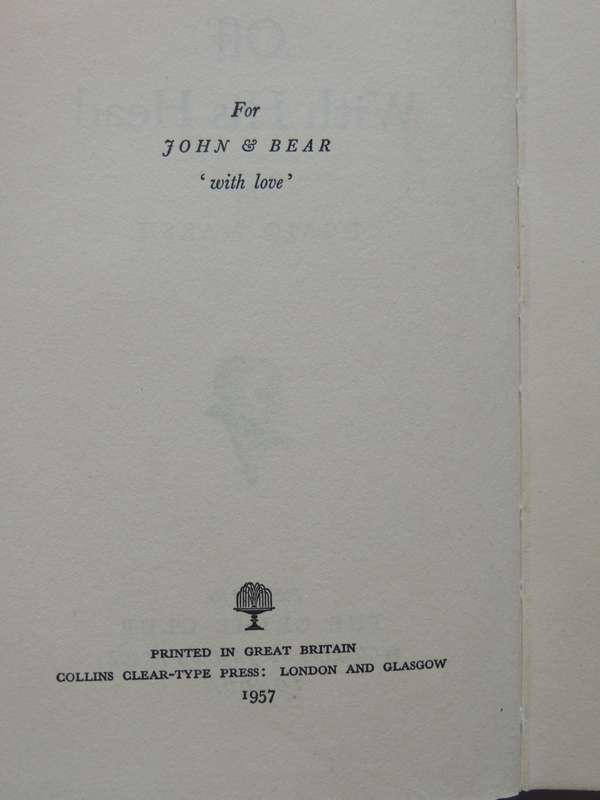 For
JOHN & BEAR
‘with love’
PRINTED IN GREAT BRITAIN
COLLINS CLEAR-TYPE PRESS: LONDON AND GLASGOW
1957